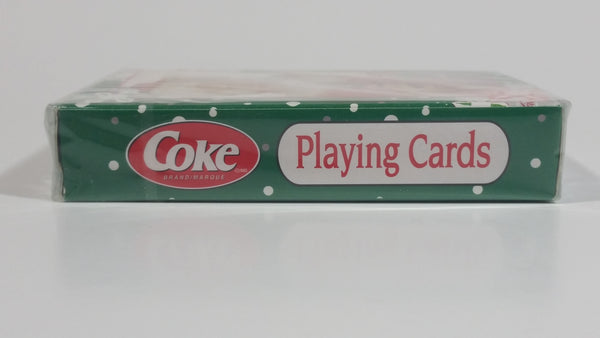 Coke
BRAND/MARQUE
Playing Cards